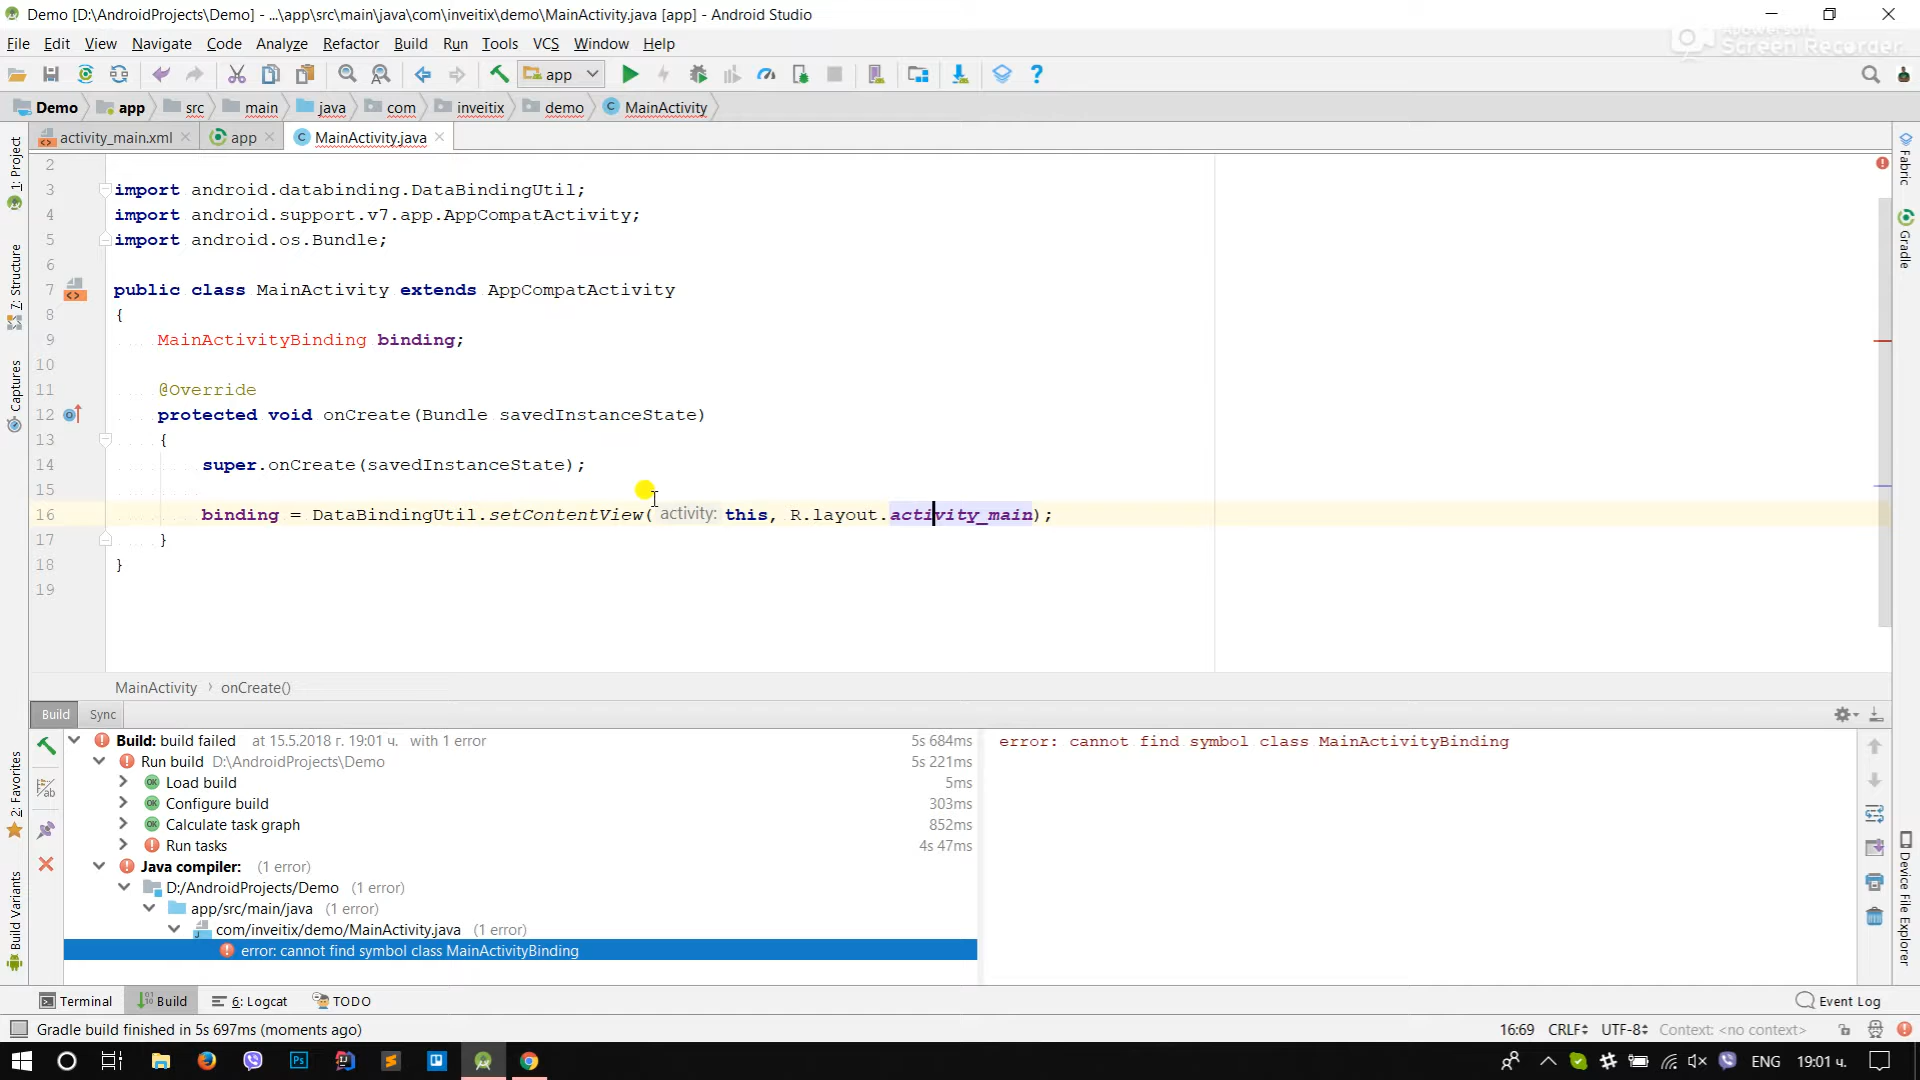 Demo [D:\AndroidProjects\Demo] - ...\app\src\main\java\com\inveitix\demo\MainActivity.java [app] - Android Studio
Apowersoft
Screen Recorder
File Edit View Navigate Code Analyze Refactor Build Run Tools VCS Window Help
app
Demo app src main java com inveitix demo MainActivity
activity_main.xml app MainActivity.java
2
3 import android.databinding.DataBindingUtil;
4 import android.support.v7.app.AppCompatActivity;
5 import android.os.Bundle;
6
7 public class MainActivity extends AppCompatActivity
8 {
9 MainActivityBinding binding;
10
11 @Override
12 protected void onCreate(Bundle savedInstanceState)
13 {
14 super.onCreate(savedInstanceState);
15
16 binding = DataBindingUtil.setContentView( activity: this, R.layout.activity_main);
17 }
18 }
19
MainActivity › onCreate()
1: Project
7: Structure
Captures
2: Favorites
Build Variants
Fabric
Gradle
Device File Explorer
Build Sync
Build: build failed at 15.5.2018 г. 19:01 ч. with 1 error 5s 684ms
Run build D:\AndroidProjects\Demo 5s 221ms
Load build 5ms
Configure build 303ms
Calculate task graph 852ms
Run tasks 4s 47ms
Java compiler: (1 error)
D:/AndroidProjects/Demo (1 error)
app/src/main/java (1 error)
com/inveitix/demo/MainActivity.java (1 error)
error: cannot find symbol class MainActivityBinding
error: cannot find symbol class MainActivityBinding
Terminal Build 6: Logcat TODO Event Log
Gradle build finished in 5s 697ms (moments ago) 16:69 CRLF UTF-8 Context: <no context>
ENG 19:01 ч.